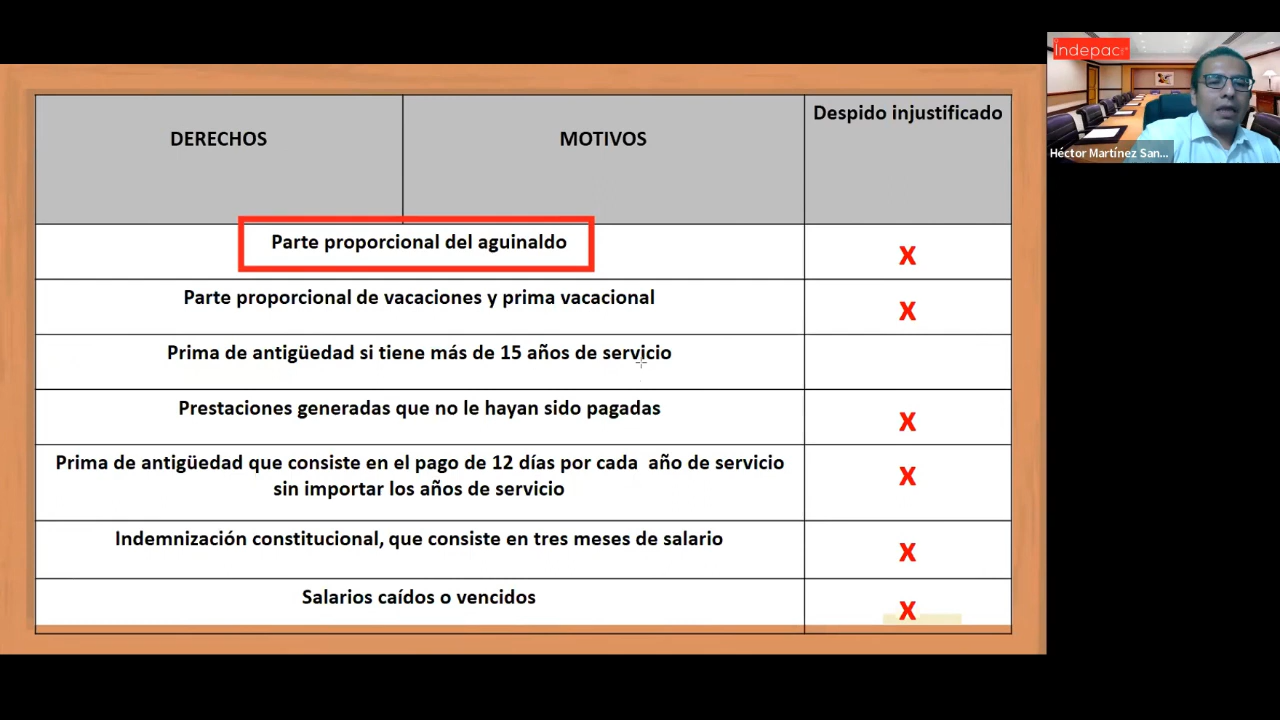 DERECHOS
MOTIVOS
Despido injustificado
Parte proporcional del aguinaldo
X
Parte proporcional de vacaciones y prima vacacional
X
Prima de antigüedad si tiene más de 15 años de servicio
Prestaciones generadas que no le hayan sido pagadas
X
Prima de antigüedad que consiste en el pago de 12 días por cada año de servicio
sin importar los años de servicio
X
Indemnización constitucional, que consiste en tres meses de salario
X
Salarios caídos o vencidos
X
Indepac
Héctor Martínez San...